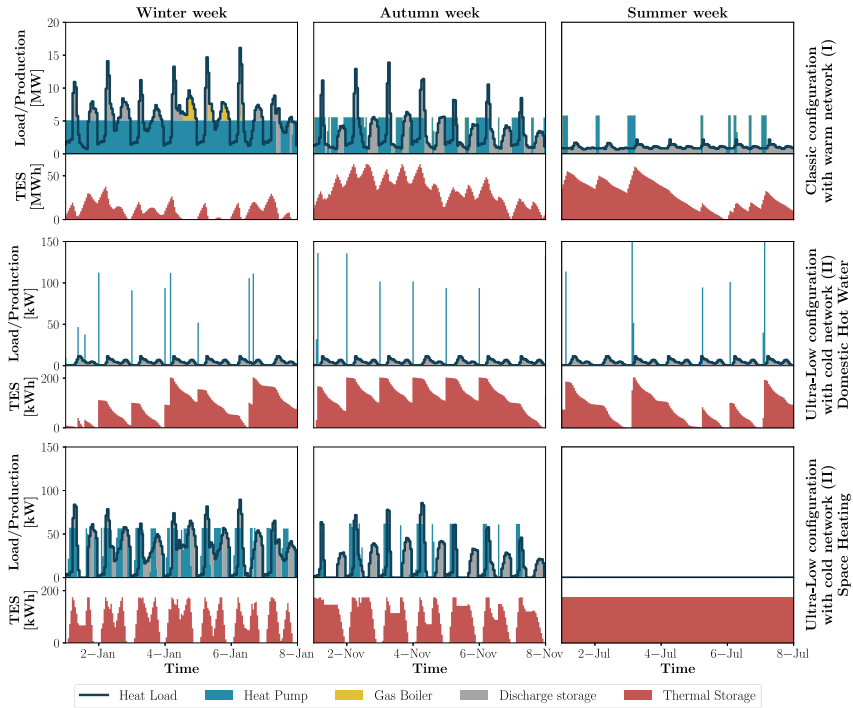 Winter week
Autumn week
Summer week
Load/Production
[MW]
20
15
10
5
0
TES
[MWh]
50
0
Classic configuration
with warm network (I)
Load/Production
[kW]
150
100
50
0
TES
[kWh]
200
0
Ultra-Low configuration
with cold network (II)
Domestic Hot Water
Load/Production
[kW]
150
100
50
0
TES
[kWh]
200
0
Ultra-Low configuration
with cold network (II)
Space Heating
2−Jan 4−Jan 6−Jan 8−Jan
2−Nov 4−Nov 6−Nov 8−Nov
2−Jul 4−Jul 6−Jul 8−Jul
Time
Time
Time
Heat Load Heat Pump Gas Boiler Discharge storage Thermal Storage